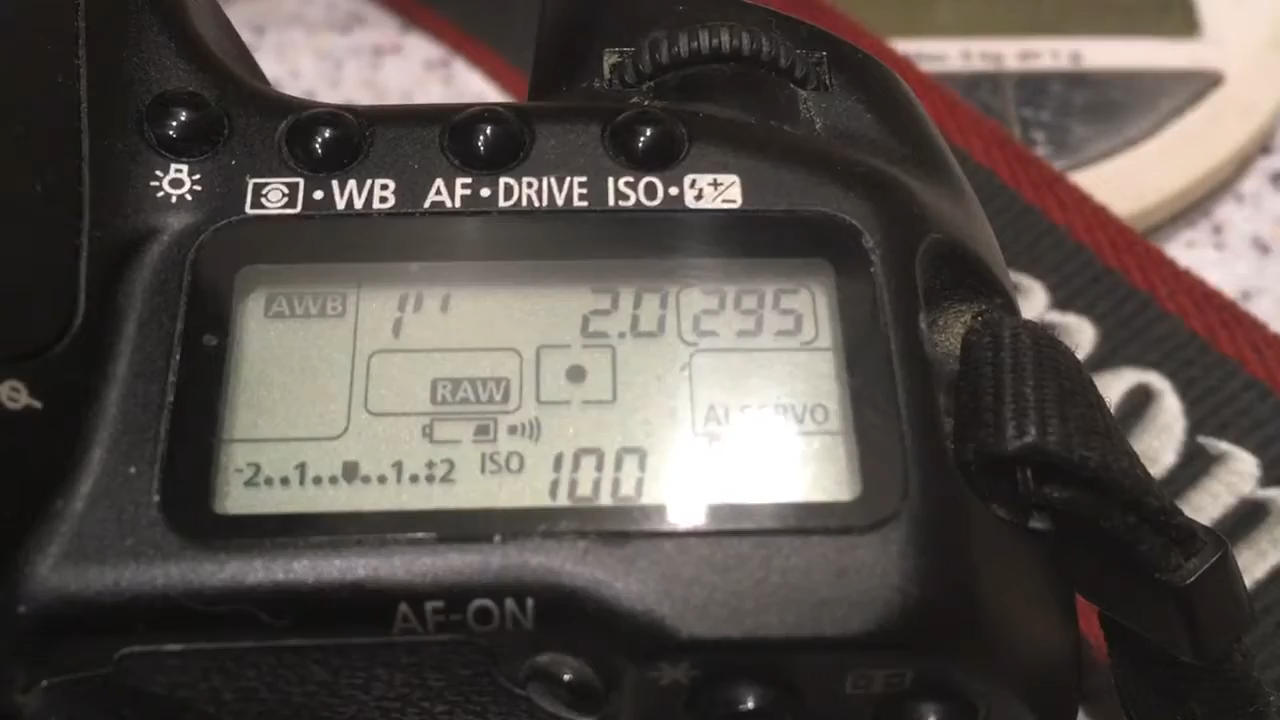 WB AF•DRIVE ISO•
AWB 1" 2.0 295
RAW
AI SERVO
-2..1..▼..1.:2 ISO 100
AF-ON